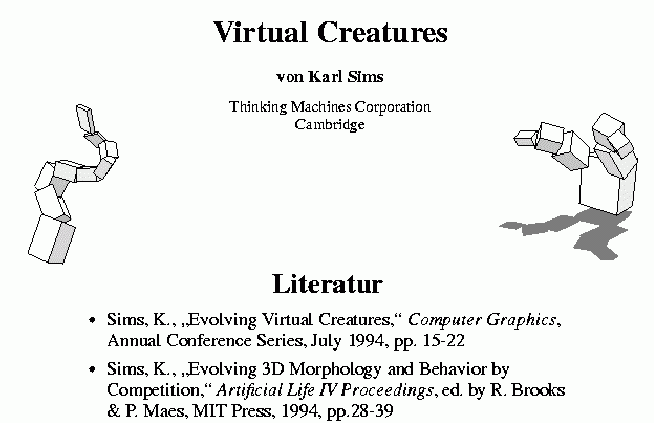 Virtual Creatures
von Karl Sims
Thinking Machines Corporation
Cambridge
Literatur
• Sims, K., „Evolving Virtual Creatures,“ Computer Graphics,
Annual Conference Series, July 1994, pp. 15-22
• Sims, K., „Evolving 3D Morphology and Behavior by
Competition,“ Artificial Life IV Proceedings, ed. by R. Brooks
& P. Maes, MIT Press, 1994, pp.28-39